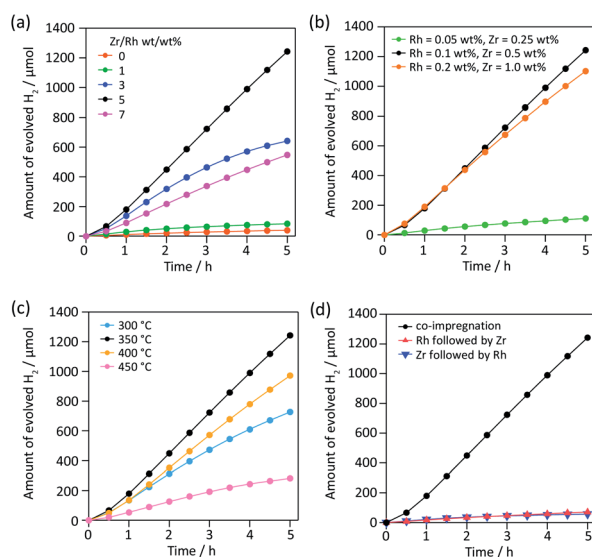 (a)
Zr/Rh wt/wt%
0
1
3
5
7
Amount of evolved H₂ / μmol
1400
1200
1000
800
600
400
200
0
0 1 2 3 4 5
Time / h
(b)
Rh = 0.05 wt%, Zr = 0.25 wt%
Rh = 0.1 wt%, Zr = 0.5 wt%
Rh = 0.2 wt%, Zr = 1.0 wt%
Amount of evolved H₂ / μmol
1400
1200
1000
800
600
400
200
0
0 1 2 3 4 5
Time / h
(c)
300 °C
350 °C
400 °C
450 °C
Amount of evolved H₂ / μmol
1400
1200
1000
800
600
400
200
0
0 1 2 3 4 5
Time / h
(d)
co-impregnation
Rh followed by Zr
Zr followed by Rh
Amount of evolved H₂ / μmol
1400
1200
1000
800
600
400
200
0
0 1 2 3 4 5
Time / h